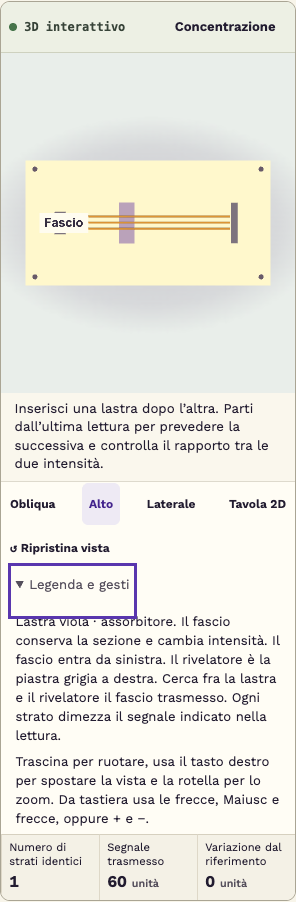 3D interattivo
Concentrazione
Fascio
Inserisci una lastra dopo l’altra. Parti
dall’ultima lettura per prevedere la
successiva e controlla il rapporto tra le
due intensità.
Obliqua
Alto
Laterale
Tavola 2D
↺ Ripristina vista
▼ Legenda e gesti
Lastra viola · assorbitore. Il fascio
conserva la sezione e cambia intensità. Il
fascio entra da sinistra. Il rivelatore è la
piastra grigia a destra. Cerca fra la lastra
e il rivelatore il fascio trasmesso. Ogni
strato dimezza il segnale indicato nella
lettura.
Trascina per ruotare, usa il tasto destro
per spostare la vista e la rotella per lo
zoom. Da tastiera usa le frecce, Maiusc e
frecce, oppure + e −.
Numero di
strati identici
1
Segnale
trasmesso
60 unità
Variazione dal
riferimento
0 unità